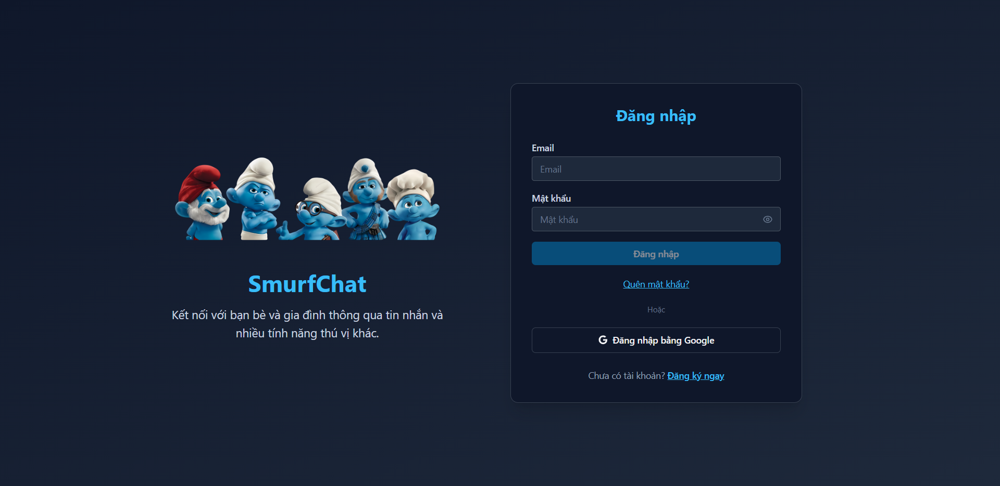 SmurfChat
Kết nối với bạn bè và gia đình thông qua tin nhắn và
nhiều tính năng thú vị khác.
Đăng nhập
Email
Email
Mật khẩu
Mật khẩu
Đăng nhập
Quên mật khẩu?
Hoặc
Đăng nhập bằng Google
Chưa có tài khoản? Đăng ký ngay